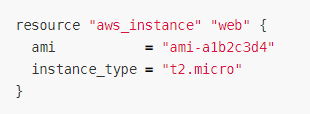 resource "aws_instance" "web" {
  ami           = "ami-a1b2c3d4"
  instance_type = "t2.micro"
}